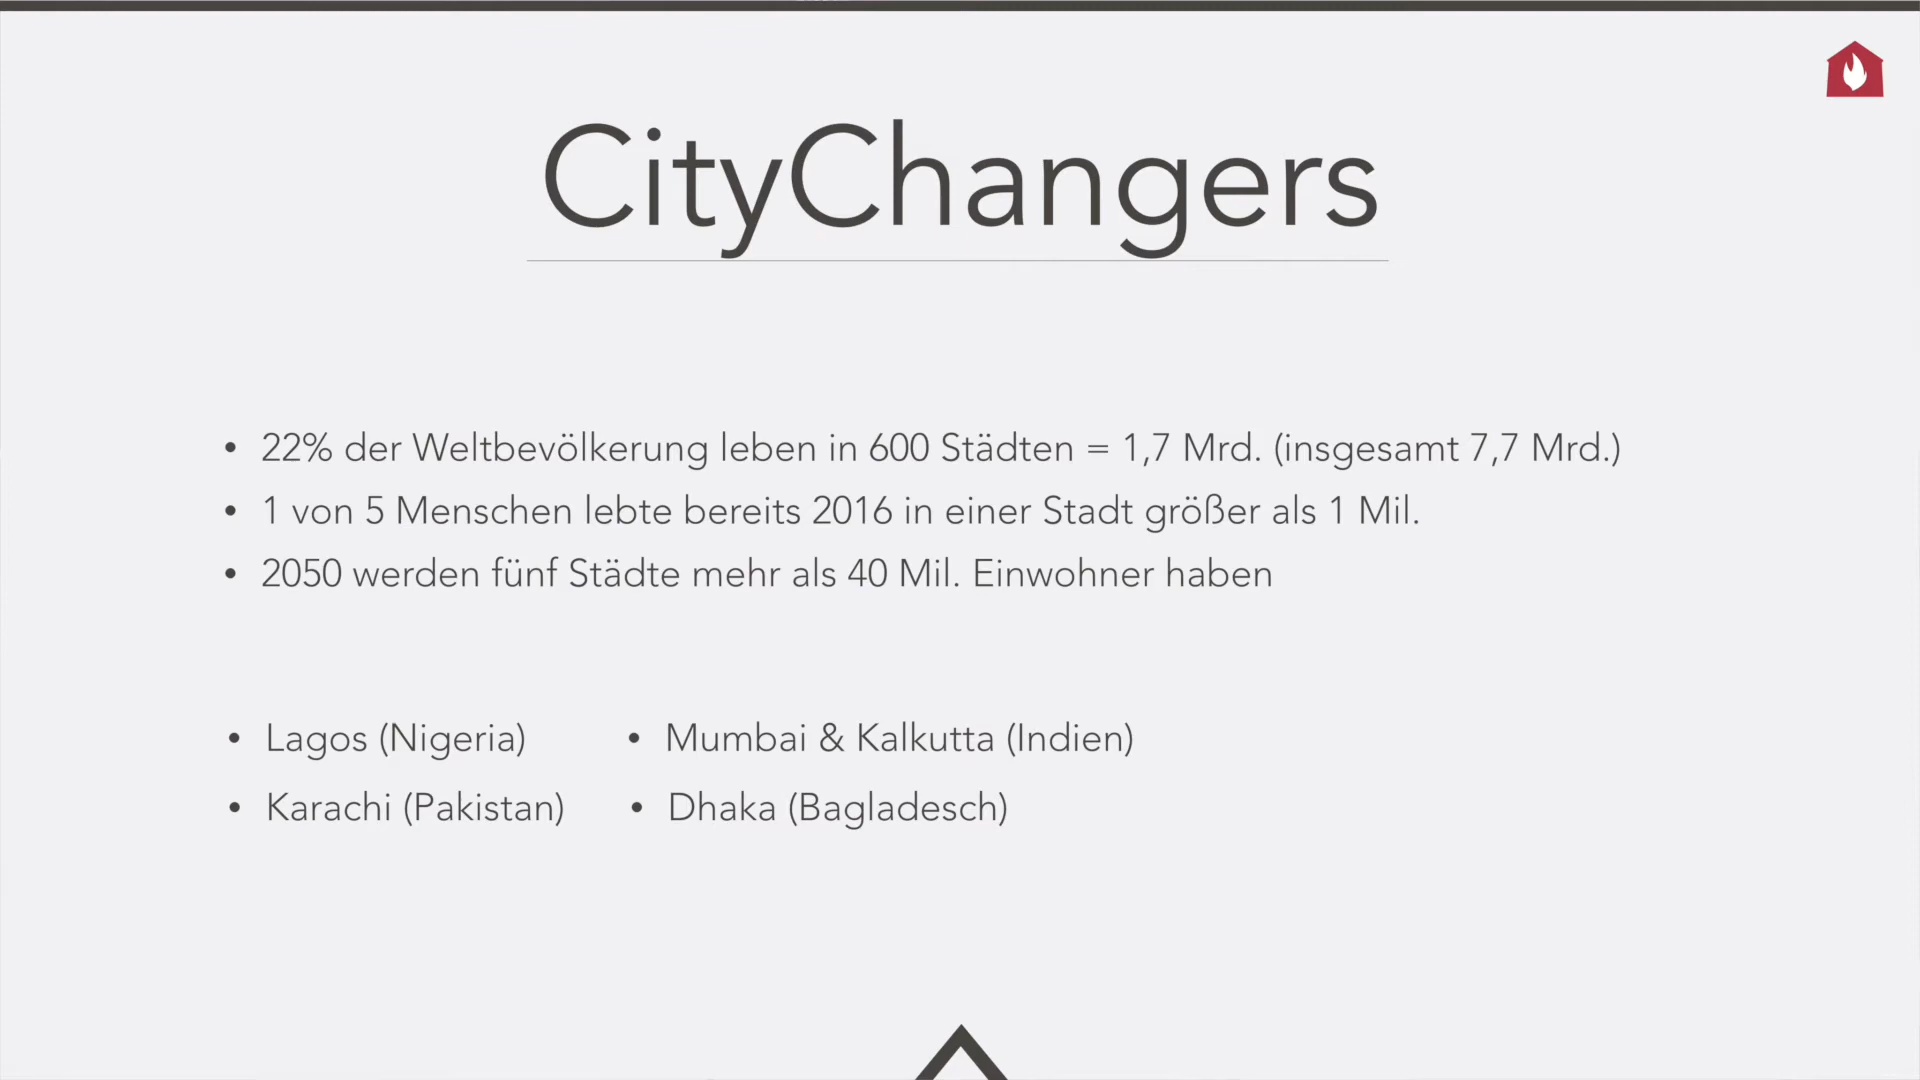 CityChangers
• 22% der Weltbevölkerung leben in 600 Städten = 1,7 Mrd. (insgesamt 7,7 Mrd.)
• 1 von 5 Menschen lebte bereits 2016 in einer Stadt größer als 1 Mil.
• 2050 werden fünf Städte mehr als 40 Mil. Einwohner haben
• Lagos (Nigeria) • Mumbai & Kalkutta (Indien)
• Karachi (Pakistan) • Dhaka (Bagladesch)